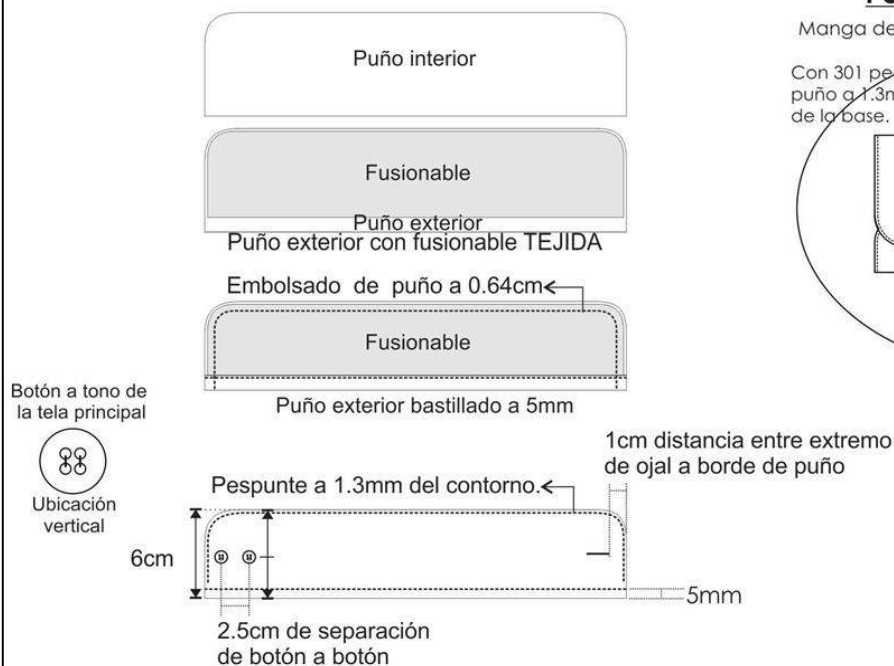 Puño interior
Fusionable
Puño exterior
Puño exterior con fusionable TEJIDA
Embolsado de puño a 0.64cm
Fusionable
Puño exterior bastillado a 5mm
Botón a tono de
la tela principal
Ubicación
vertical
Pespunte a 1.3mm del contorno.
1cm distancia entre extremo
de ojal a borde de puño
6cm
5mm
2.5cm de separación
de botón a botón
Manga de
Con 301
puño a 1.3m
de la base.